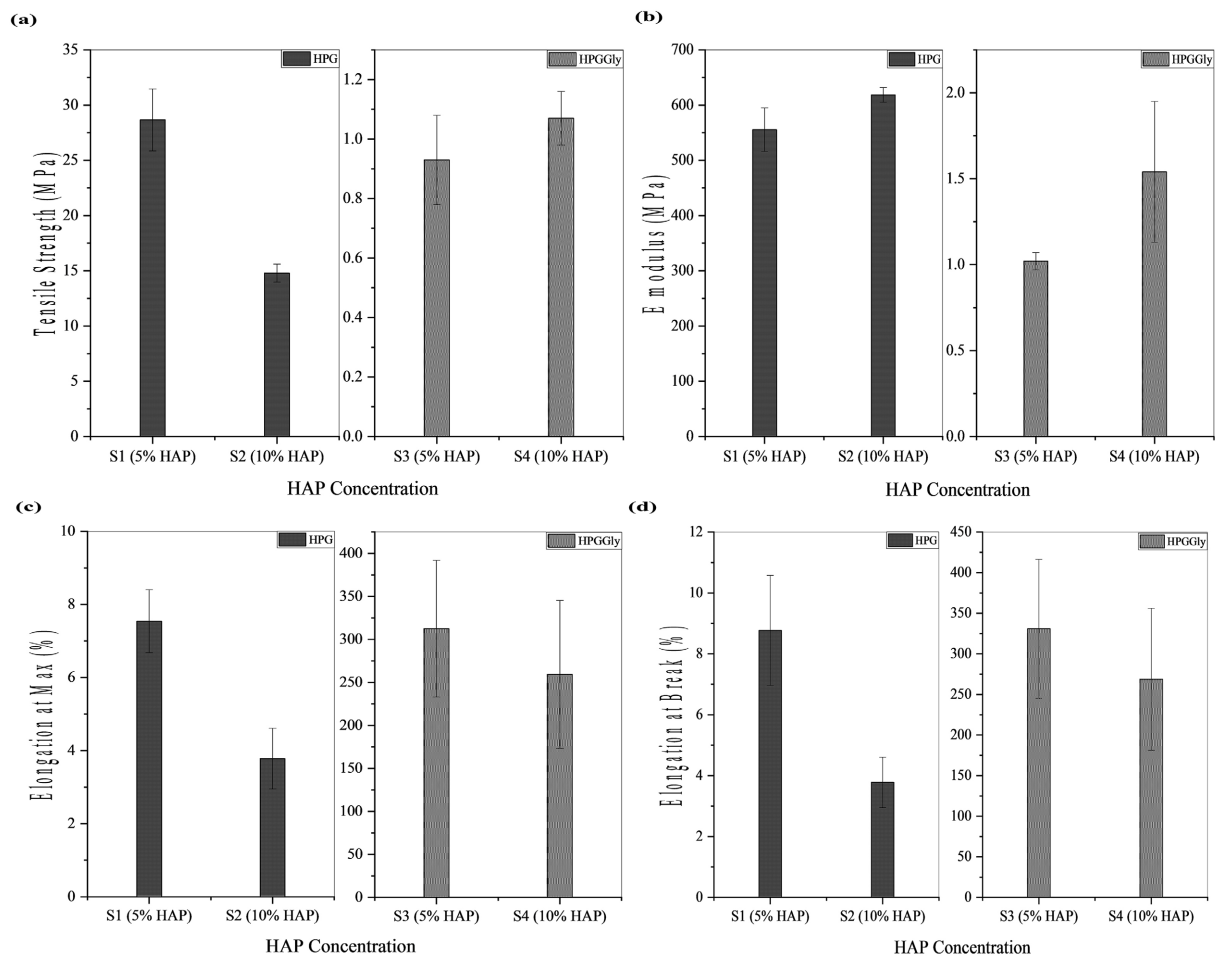 (a)
Tensile Strength (MPa)
35
30
25
20
15
10
5
0
HPG
S1 (5% HAP)
S2 (10% HAP)
1.2
1.0
0.8
0.6
0.4
0.2
0.0
HPGGly
S3 (5% HAP)
S4 (10% HAP)
HAP Concentration
(b)
E modulus (MPa)
700
600
500
400
300
200
100
0
HPG
S1 (5% HAP)
S2 (10% HAP)
2.0
1.5
1.0
0.5
0.0
HPGGly
S3 (5% HAP)
S4 (10% HAP)
HAP Concentration
(c)
Elongation at Max (%)
10
8
6
4
2
0
HPG
S1 (5% HAP)
S2 (10% HAP)
400
350
300
250
200
150
100
50
0
HPGGly
S3 (5% HAP)
S4 (10% HAP)
HAP Concentration
(d)
Elongation at Break (%)
12
10
8
6
4
2
0
HPG
S1 (5% HAP)
S2 (10% HAP)
450
400
350
300
250
200
150
100
50
0
HPGGly
S3 (5% HAP)
S4 (10% HAP)
HAP Concentration